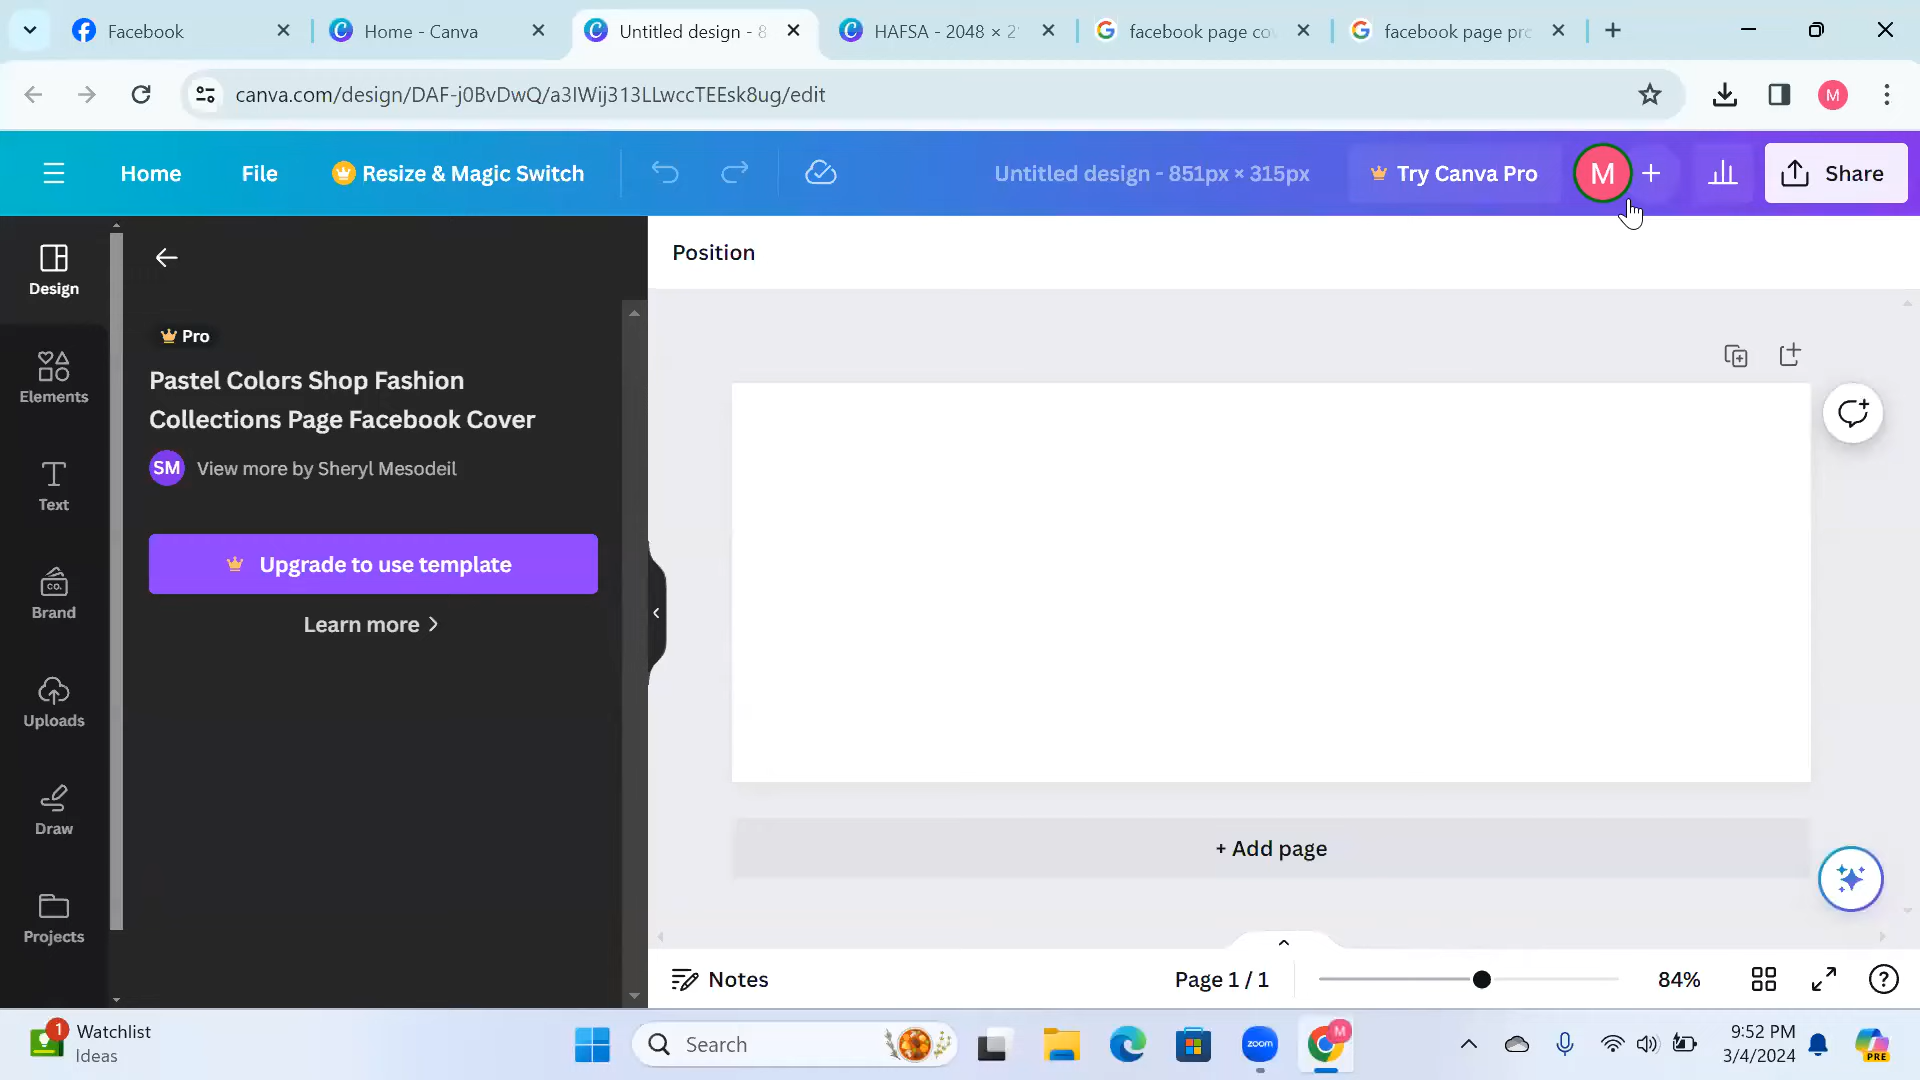 Facebook
Home - Canva
Untitled design - 8
HAFSA - 2048 × 2
facebook page co
facebook page pro
canva.com/design/DAF-j0BvDwQ/a3IWij313LLwccTEEsk8ug/edit
M
Home
File
Resize & Magic Switch
Untitled design - 851px × 315px
Try Canva Pro
M
Share
Design
Elements
Text
CO.
Brand
Uploads
Draw
Projects
Pro
Pastel Colors Shop Fashion
Collections Page Facebook Cover
SM View more by Sheryl Mesodeil
Upgrade to use template
Learn more
Position
+ Add page
Notes
Page 1 / 1
84%
1
Watchlist
Ideas
Search
zoom
M
9:52 PM
3/4/2024
PRE